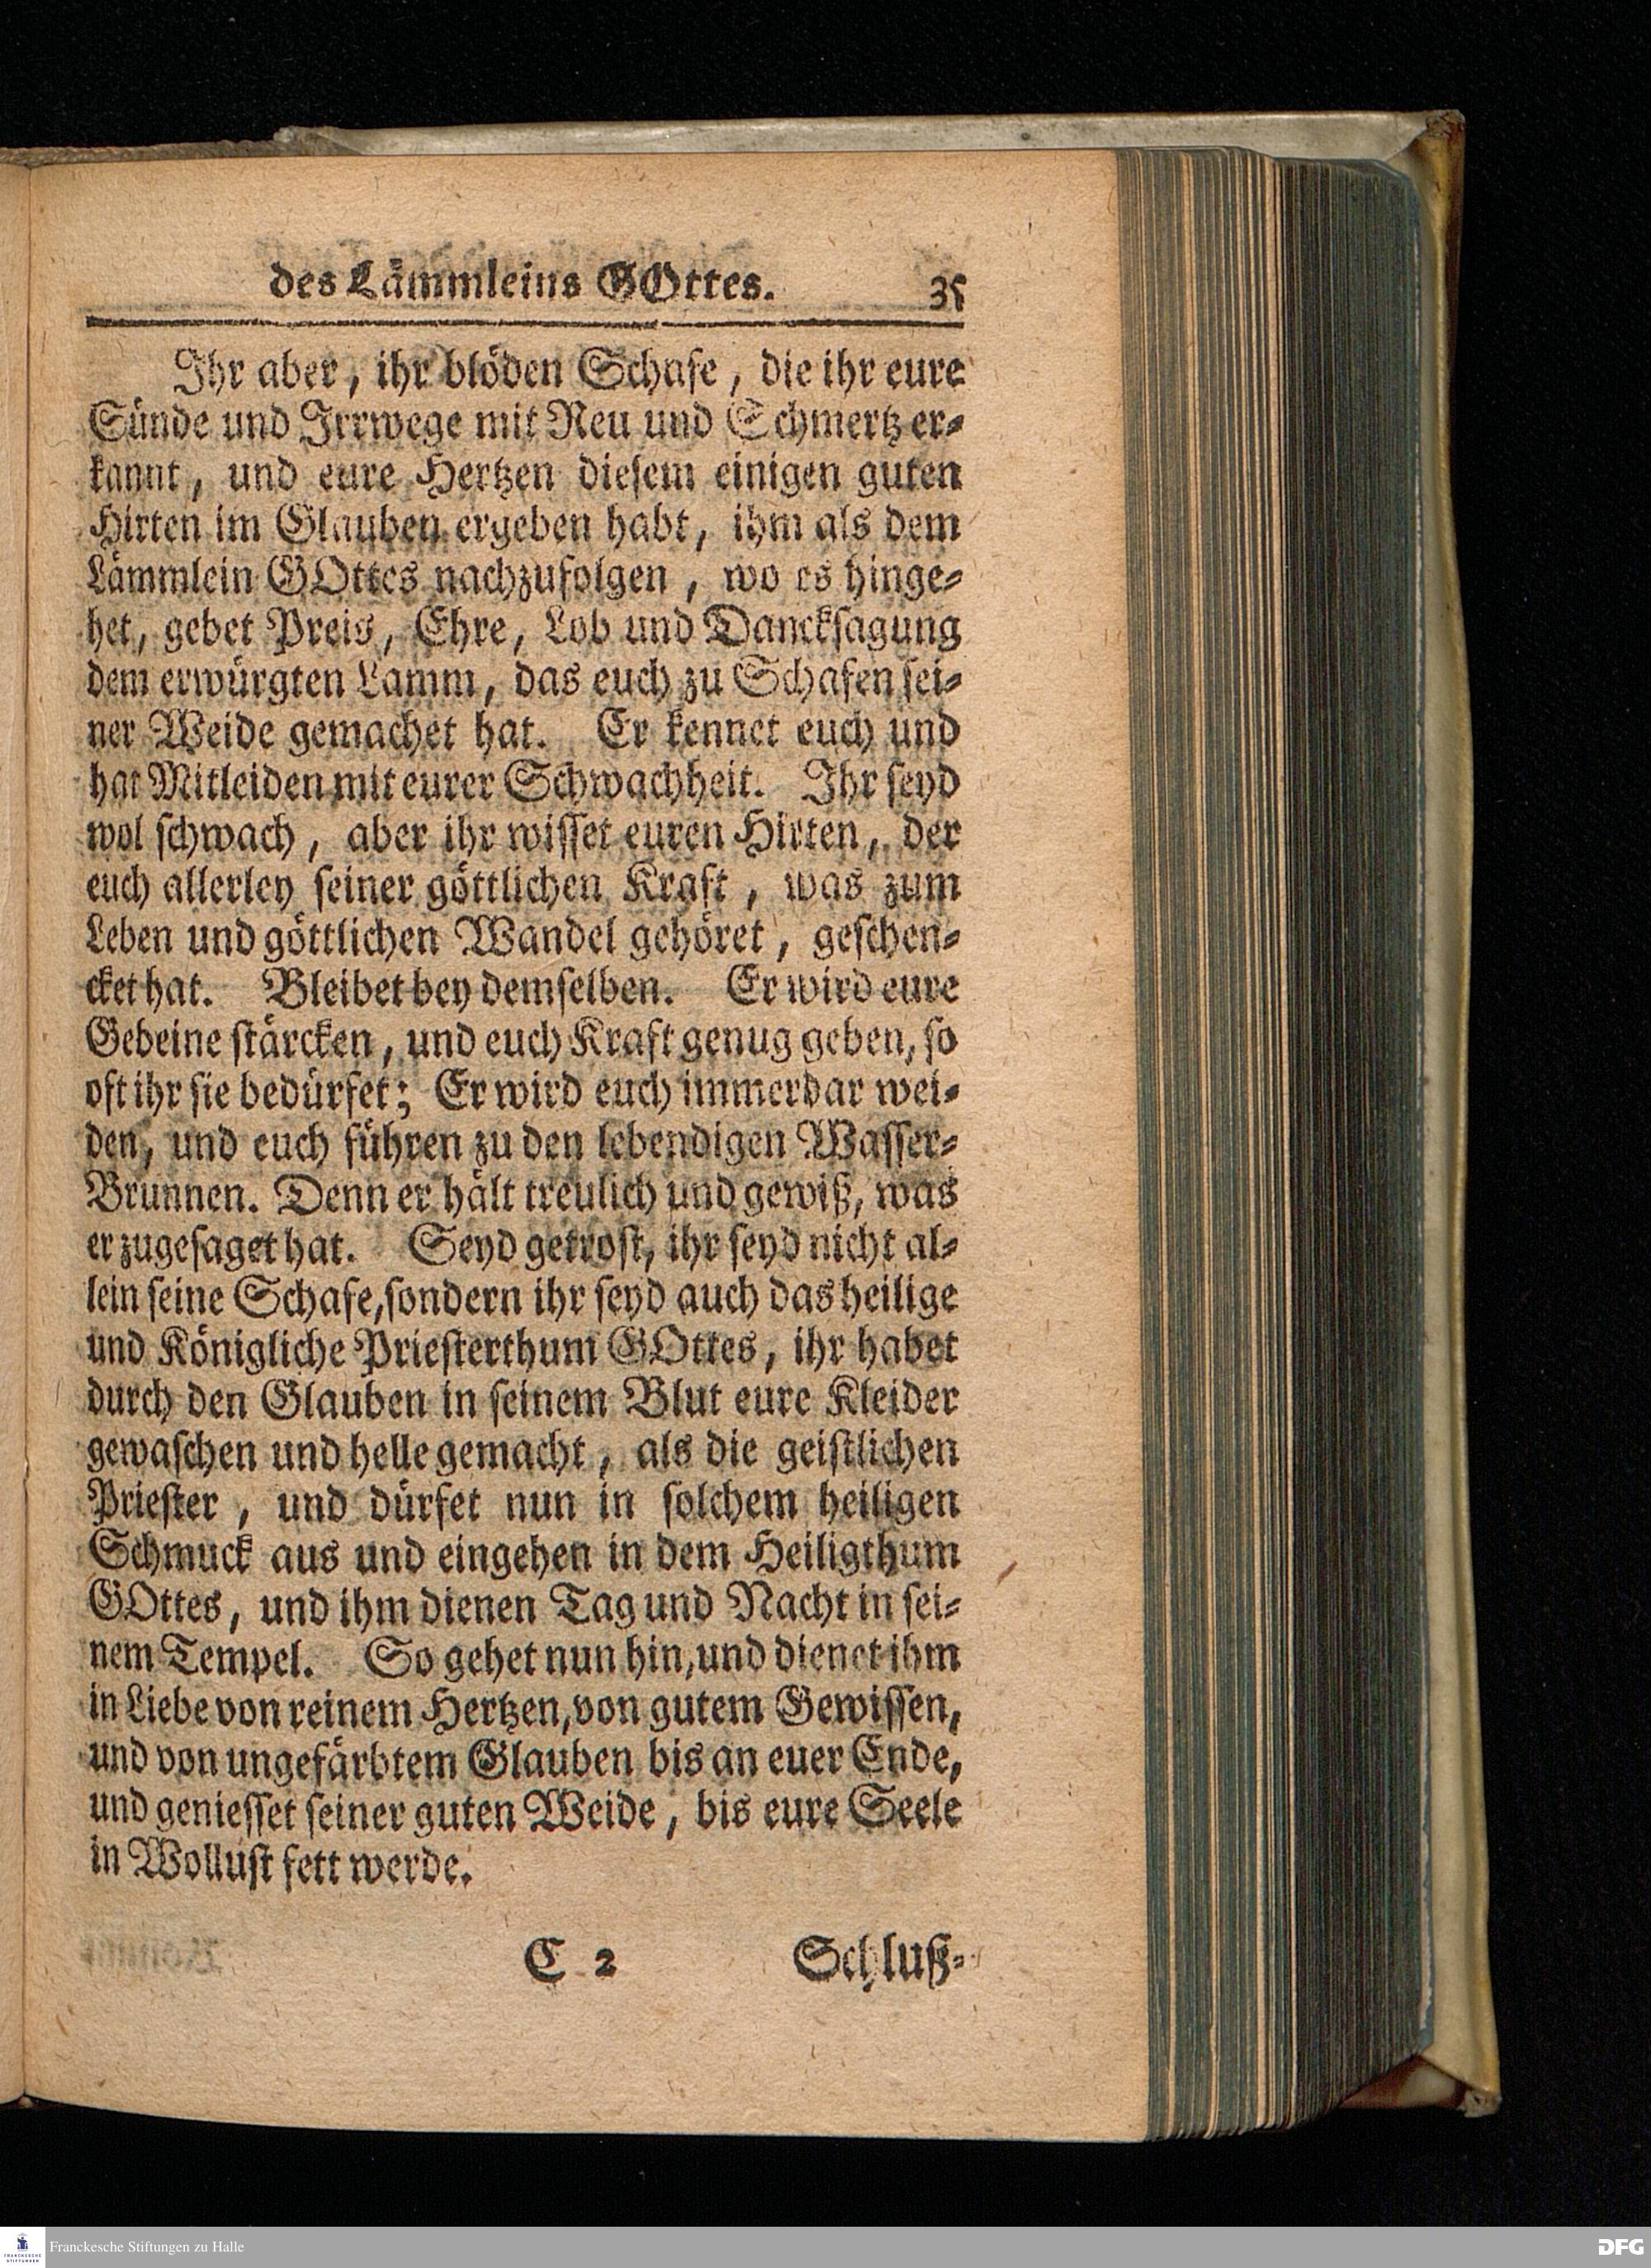 des Lämmleins GOttes. 35
Ihr aber, ihr blöden Schafe, die ihr eure
Sünde und Irrwege mit Reu und Schmertz er-
kannt, und eure Hertzen diesem einigen guten
Hirten im Glauben ergeben habt, ihm als dem
Lämmlein GOttes nachzufolgen, wo es hinge-
het, gebet Preis, Ehre, Lob und Dancksagung
dem erwürgten Lamm, das euch zu Schafen sei-
ner Weide gemachet hat. Er kennet euch und
hat Mitleiden mit eurer Schwachheit. Ihr seyd
wol schwach, aber ihr wisset euren Hirten, der
euch allerley seiner göttlichen Kraft, was zum
Leben und göttlichen Wandel gehöret, geschen-
cket hat. Bleibet bey demselben. Er wird eure
Gebeine stärcken, und euch Kraft genug geben, so
oft ihr sie bedürfet; Er wird euch immerdar wei-
den, und euch führen zu den lebendigen Wasser-
Brunnen. Denn er hält treulich und gewiß, was
er zugesaget hat. Seyd getrost, ihr seyd nicht al-
lein seine Schafe, sondern ihr seyd auch das heilige
und Königliche Priesterthum GOttes, ihr habet
durch den Glauben in seinem Blut eure Kleider
gewaschen und helle gemacht, als die geistlichen
Priester, und dürfet nun in solchem heiligen
Schmuck aus und eingehen in dem Heiligthum
GOttes, und ihm dienen Tag und Nacht in sei-
nem Tempel. So gehet nun hin, und dienet ihm
in Liebe von reinem Hertzen, von gutem Gewissen,
und von ungefärbtem Glauben bis an euer Ende,
und geniesset seiner guten Weide, bis eure Seele
in Wollust fett werde.
C 2 Schluß-
FRANCKESCHE STIFTUNGEN
Franckesche Stiftungen zu Halle
DFG